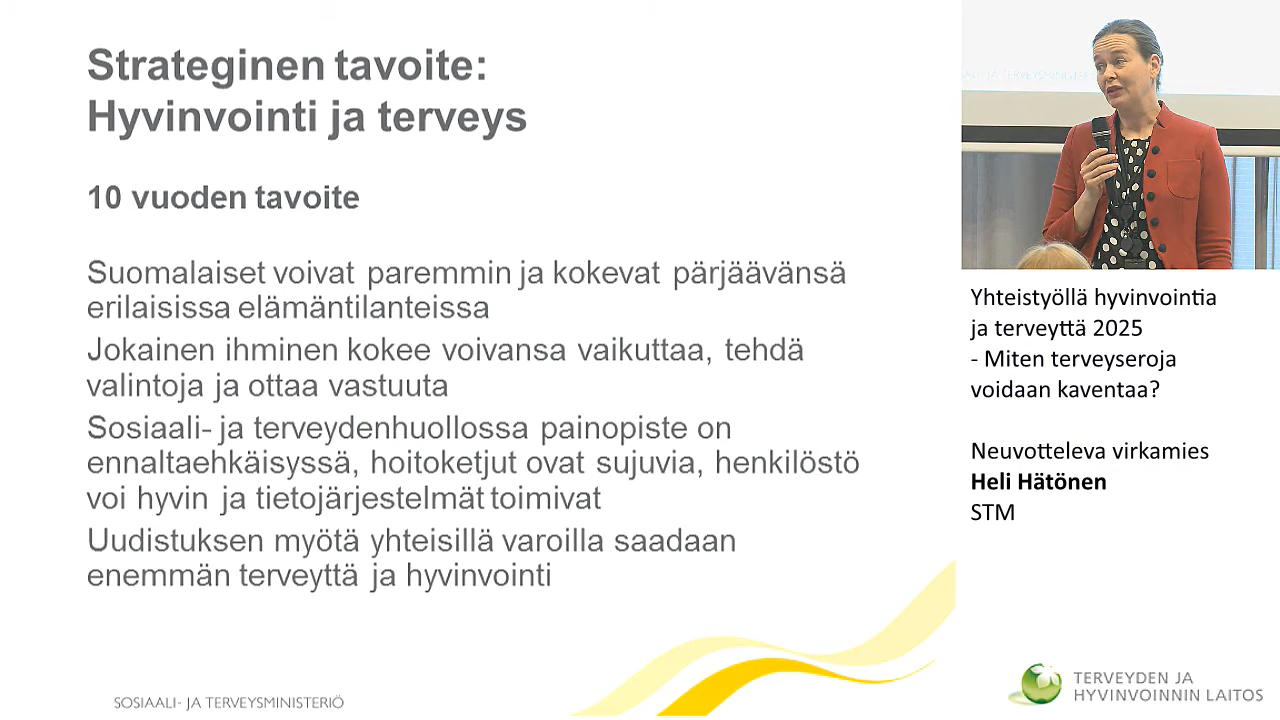 Strateginen tavoite:
Hyvinvointi ja terveys
10 vuoden tavoite
Suomalaiset voivat paremmin ja kokevat pärjäävänsä
erilaisissa elämäntilanteissa
Jokainen ihminen kokee voivansa vaikuttaa, tehdä
valintoja ja ottaa vastuuta
Sosiaali- ja terveydenhuollossa painopiste on
ennaltaehkäisyssä, hoitoketjut ovat sujuvia, henkilöstö
voi hyvin ja tietojärjestelmät toimivat
Uudistuksen myötä yhteisillä varoilla saadaan
enemmän terveyttä ja hyvinvointi
SOSIAALI- JA TERVEYSMINISTERIÖ
Yhteistyöllä hyvinvointia
ja terveyttä 2025
- Miten terveyseroja
voidaan kaventaa?
Neuvotteleva virkamies
Heli Hätönen
STM
TERVEYDEN JA
HYVINVOINNIN LAITOS